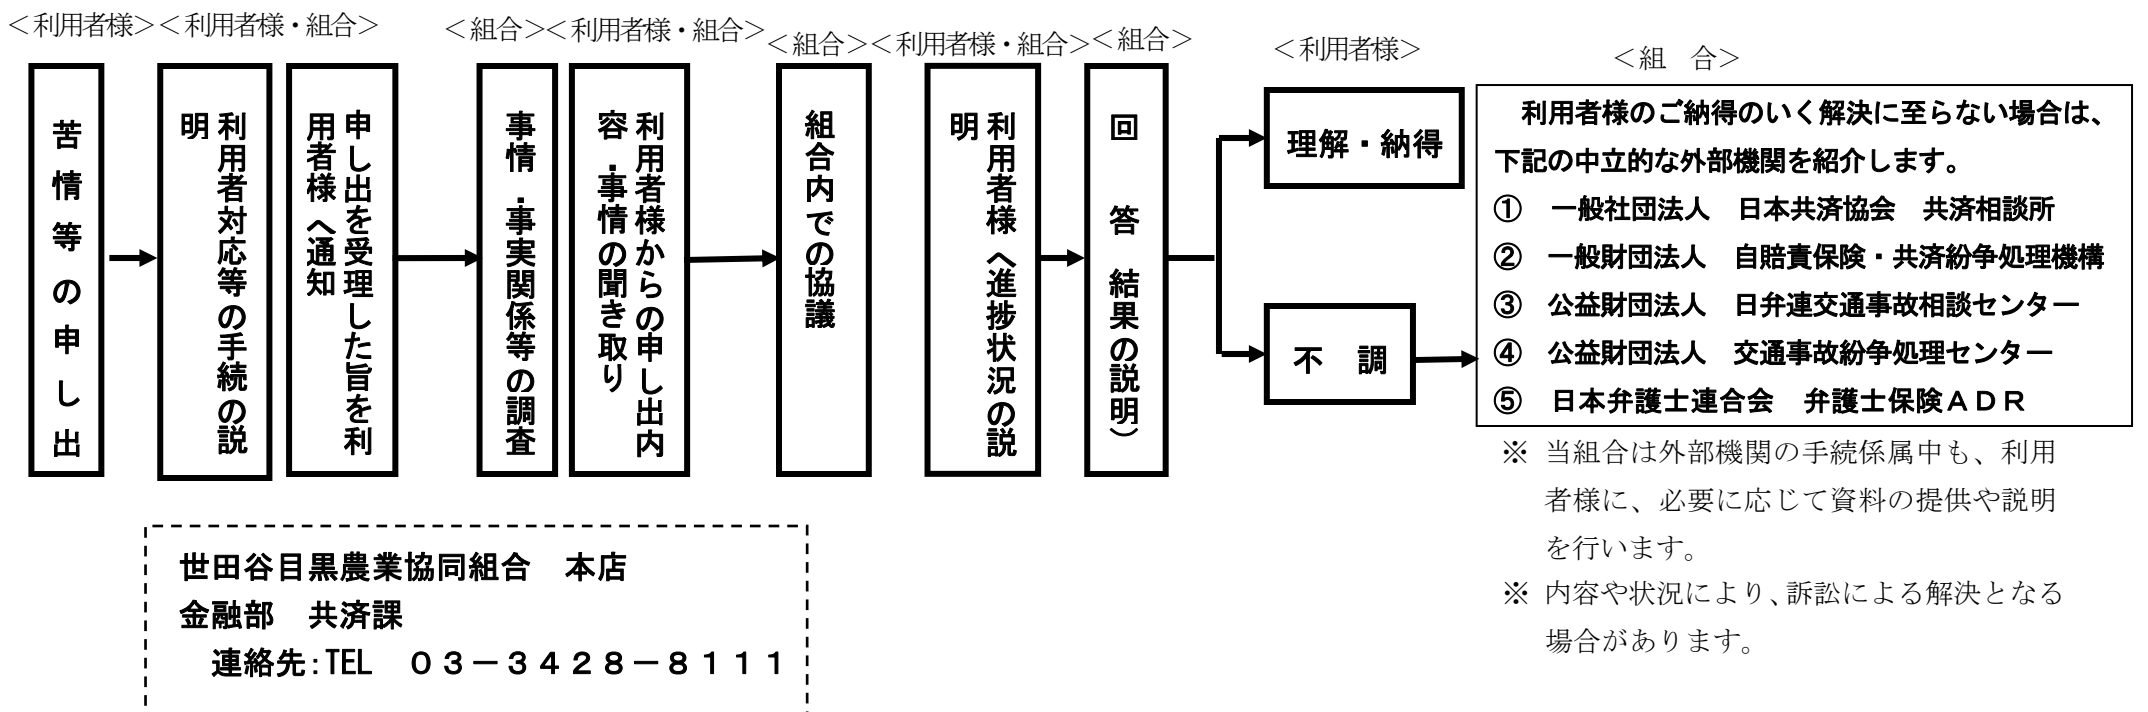 ＜利用者様＞
＜利用者様・組合＞
＜組合＞
＜利用者様・組合＞
＜組合＞
＜利用者様・組合＞
＜組合＞
＜利用者様＞
＜組　合＞
苦情等の申し出
利用者対応等の手続の説
明
申し出を受理した旨を利
用者様へ通知
事情・事実関係等の調査
利用者様からの申し出内
容・事情の聞き取り
組合内での協議
利用者様へ進捗状況の説
明
回　答　結果の説明）
理解・納得
不　調
利用者様のご納得のいく解決に至らない場合は、
下記の中立的な外部機関を紹介します。
①　一般社団法人　日本共済協会　共済相談所
②　一般財団法人　自賠責保険・共済紛争処理機構
③　公益財団法人　日弁連交通事故相談センター
④　公益財団法人　交通事故紛争処理センター
⑤　日本弁護士連合会　弁護士保険ＡＤＲ
※ 当組合は外部機関の手続係属中も、利用
者様に、必要に応じて資料の提供や説明
を行います。
※ 内容や状況により、訴訟による解決となる
場合があります。
世田谷目黒農業協同組合　本店
金融部　共済課
連絡先：TEL　０３－３４２８－８１１１